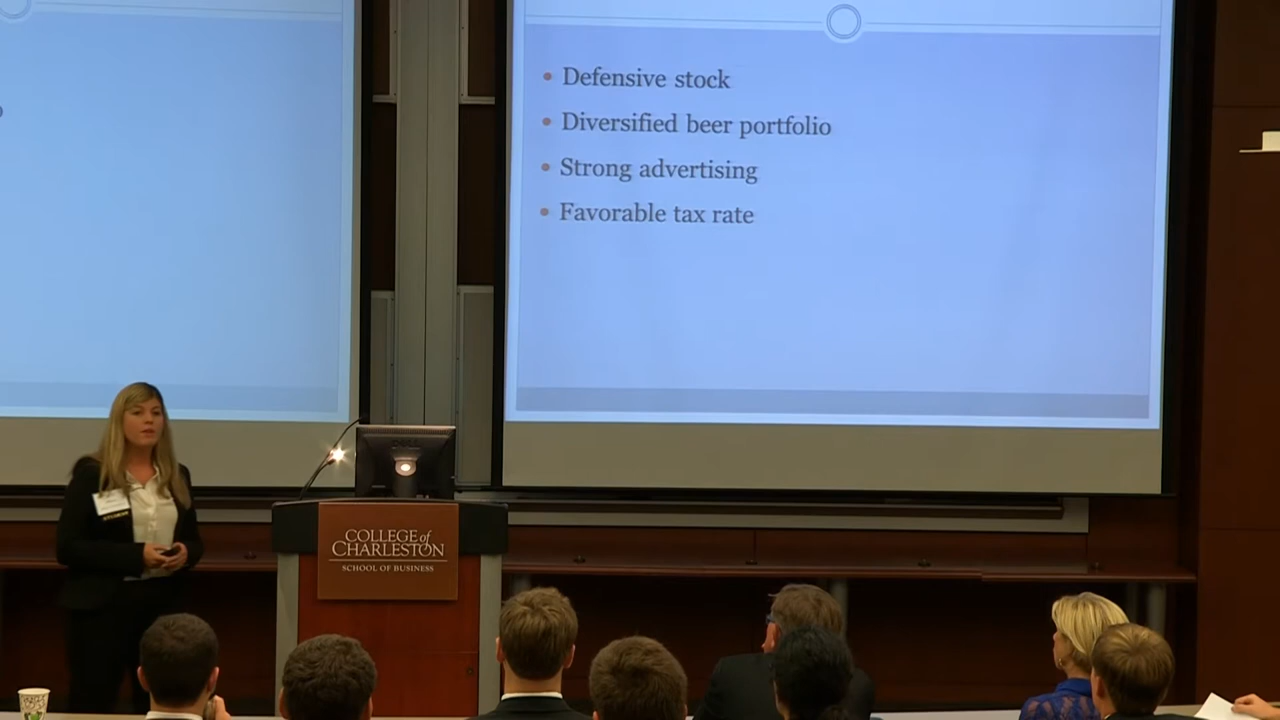 • Defensive stock
• Diversified beer portfolio
• Strong advertising
• Favorable tax rate
COLLEGE of
CHARLESTON
SCHOOL OF BUSINESS